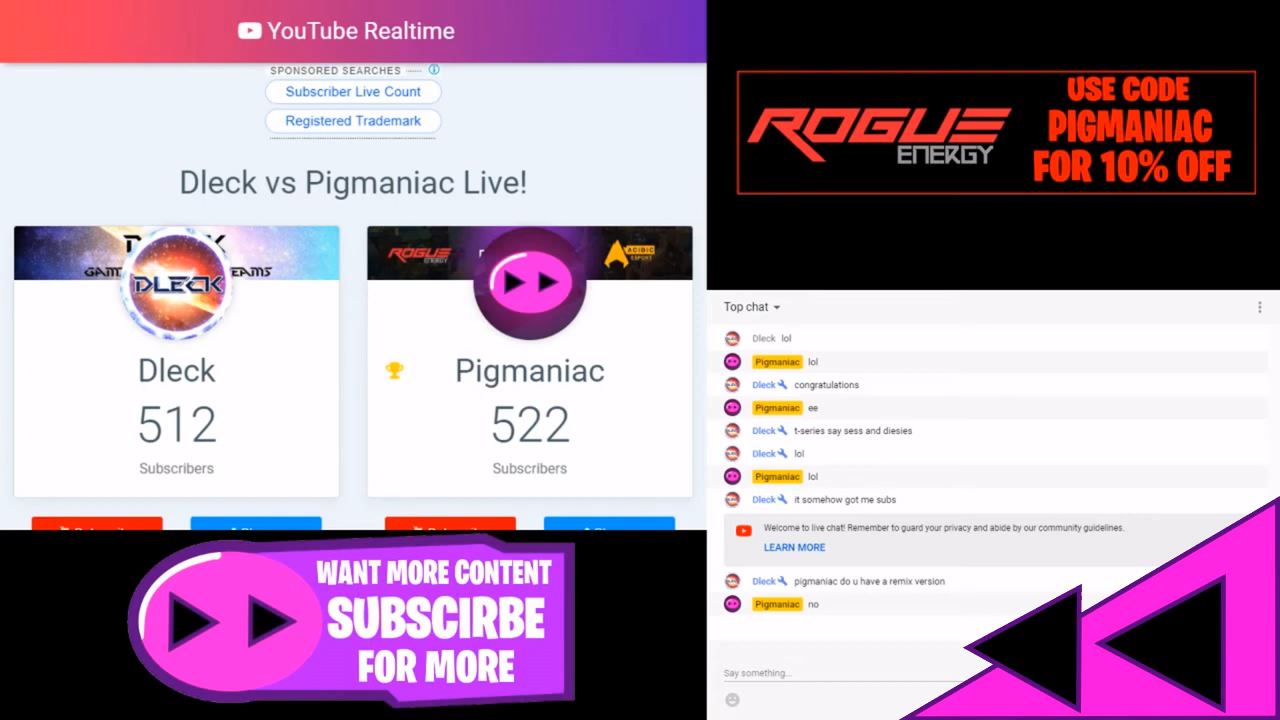 YouTube Realtime
SPONSORED SEARCHES
Subscriber Live Count
Registered Trademark
Dleck vs Pigmaniac Live!
DLECK
Dleck
512
Subscribers
ROGUE
ENERGY
ACIDIC
ESPORT
Pigmaniac
522
Subscribers
WANT MORE CONTENT
SUBSCIRBE
FOR MORE
ROGUE
ENERGY
USE CODE
PIGMANIAC
FOR 10% OFF
Top chat
Dleck lol
Pigmaniac lol
Dleck congratulations
Pigmaniac ee
Dleck t-series say sess and diesies
Dleck lol
Pigmaniac lol
Dleck it somehow got me subs
Welcome to live chat! Remember to guard your privacy and abide by our community guidelines.
LEARN MORE
Dleck pigmaniac do u have a remix version
Pigmaniac no
Say something...